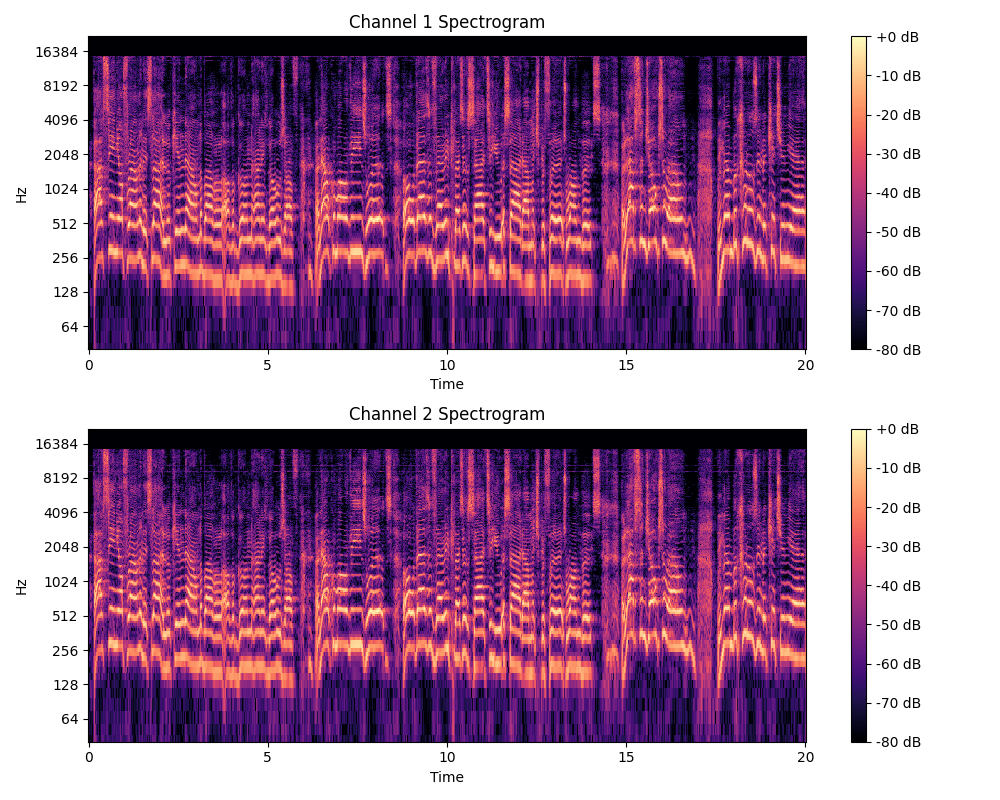 Channel 1 Spectrogram
16384
8192
4096
2048
1024
512
256
128
64
Hz
0 5 10 15 20
Time
+0 dB
-10 dB
-20 dB
-30 dB
-40 dB
-50 dB
-60 dB
-70 dB
-80 dB
Channel 2 Spectrogram
16384
8192
4096
2048
1024
512
256
128
64
Hz
0 5 10 15 20
Time
+0 dB
-10 dB
-20 dB
-30 dB
-40 dB
-50 dB
-60 dB
-70 dB
-80 dB